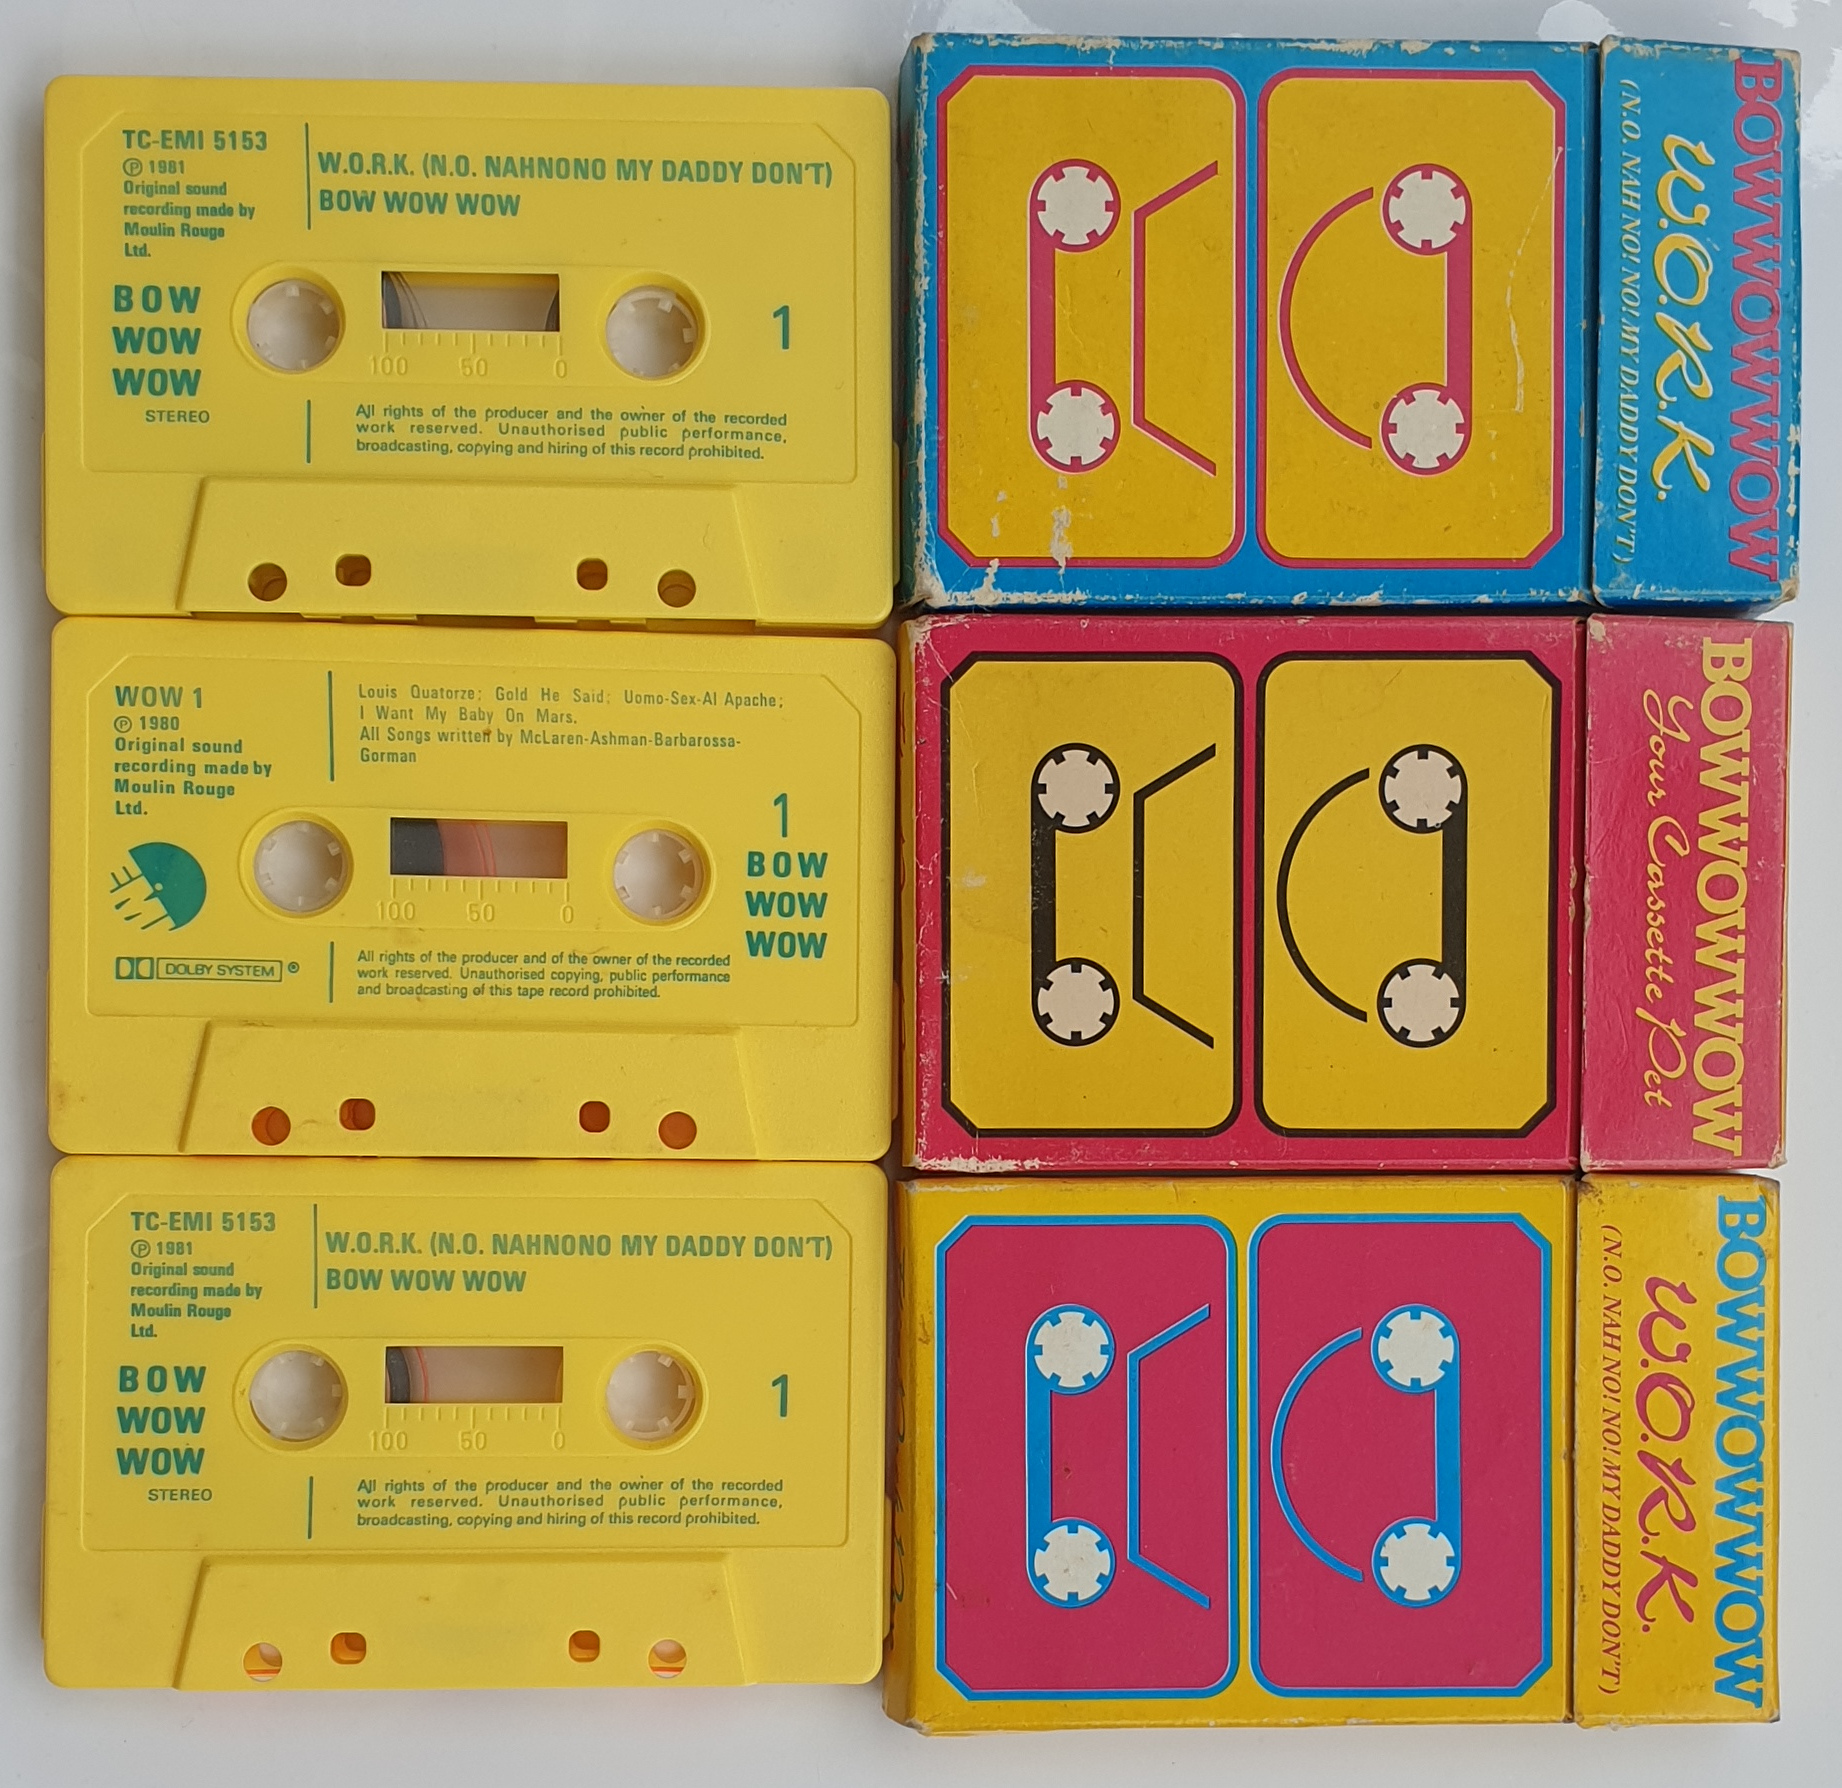 TC-EMI 5153
Ⓟ 1981
Original sound
recording made by
Moulin Rouge
Ltd.
W.O.R.K. (N.O. NAHNONO MY DADDY DON'T)
BOW WOW WOW
BOW
WOW
WOW
STEREO
100 50 0
1
All rights of the producer and the owner of the recorded
work reserved. Unauthorised public performance,
broadcasting, copying and hiring of this record prohibited.
BOWWOWWOW
W.O.R.K.
(N.O. NAH NO! NO! MY DADDY DON'T)
WOW 1
Ⓟ 1980
Original sound
recording made by
Moulin Rouge
Ltd.
Louis Quatorze; Gold He Said; Uomo-Sex-Al Apache;
I Want My Baby On Mars.
All Songs written by McLaren-Ashman-Barbarossa-
Gorman
EMI
DOLBY SYSTEM ®
100 50 0
1
BOW
WOW
WOW
All rights of the producer and of the owner of the recorded
work reserved. Unauthorised copying, public performance
and broadcasting of this tape record prohibited.
BOWWOWWOW
Your Cassette Pet
TC-EMI 5153
Ⓟ 1981
Original sound
recording made by
Moulin Rouge
Ltd.
W.O.R.K. (N.O. NAHNONO MY DADDY DON'T)
BOW WOW WOW
BOW
WOW
WOW
STEREO
100 50 0
1
All rights of the producer and the owner of the recorded
work reserved. Unauthorised public performance,
broadcasting, copying and hiring of this record prohibited.
BOWWOWWOW
W.O.R.K.
(N.O. NAH NO! NO! MY DADDY DON'T)